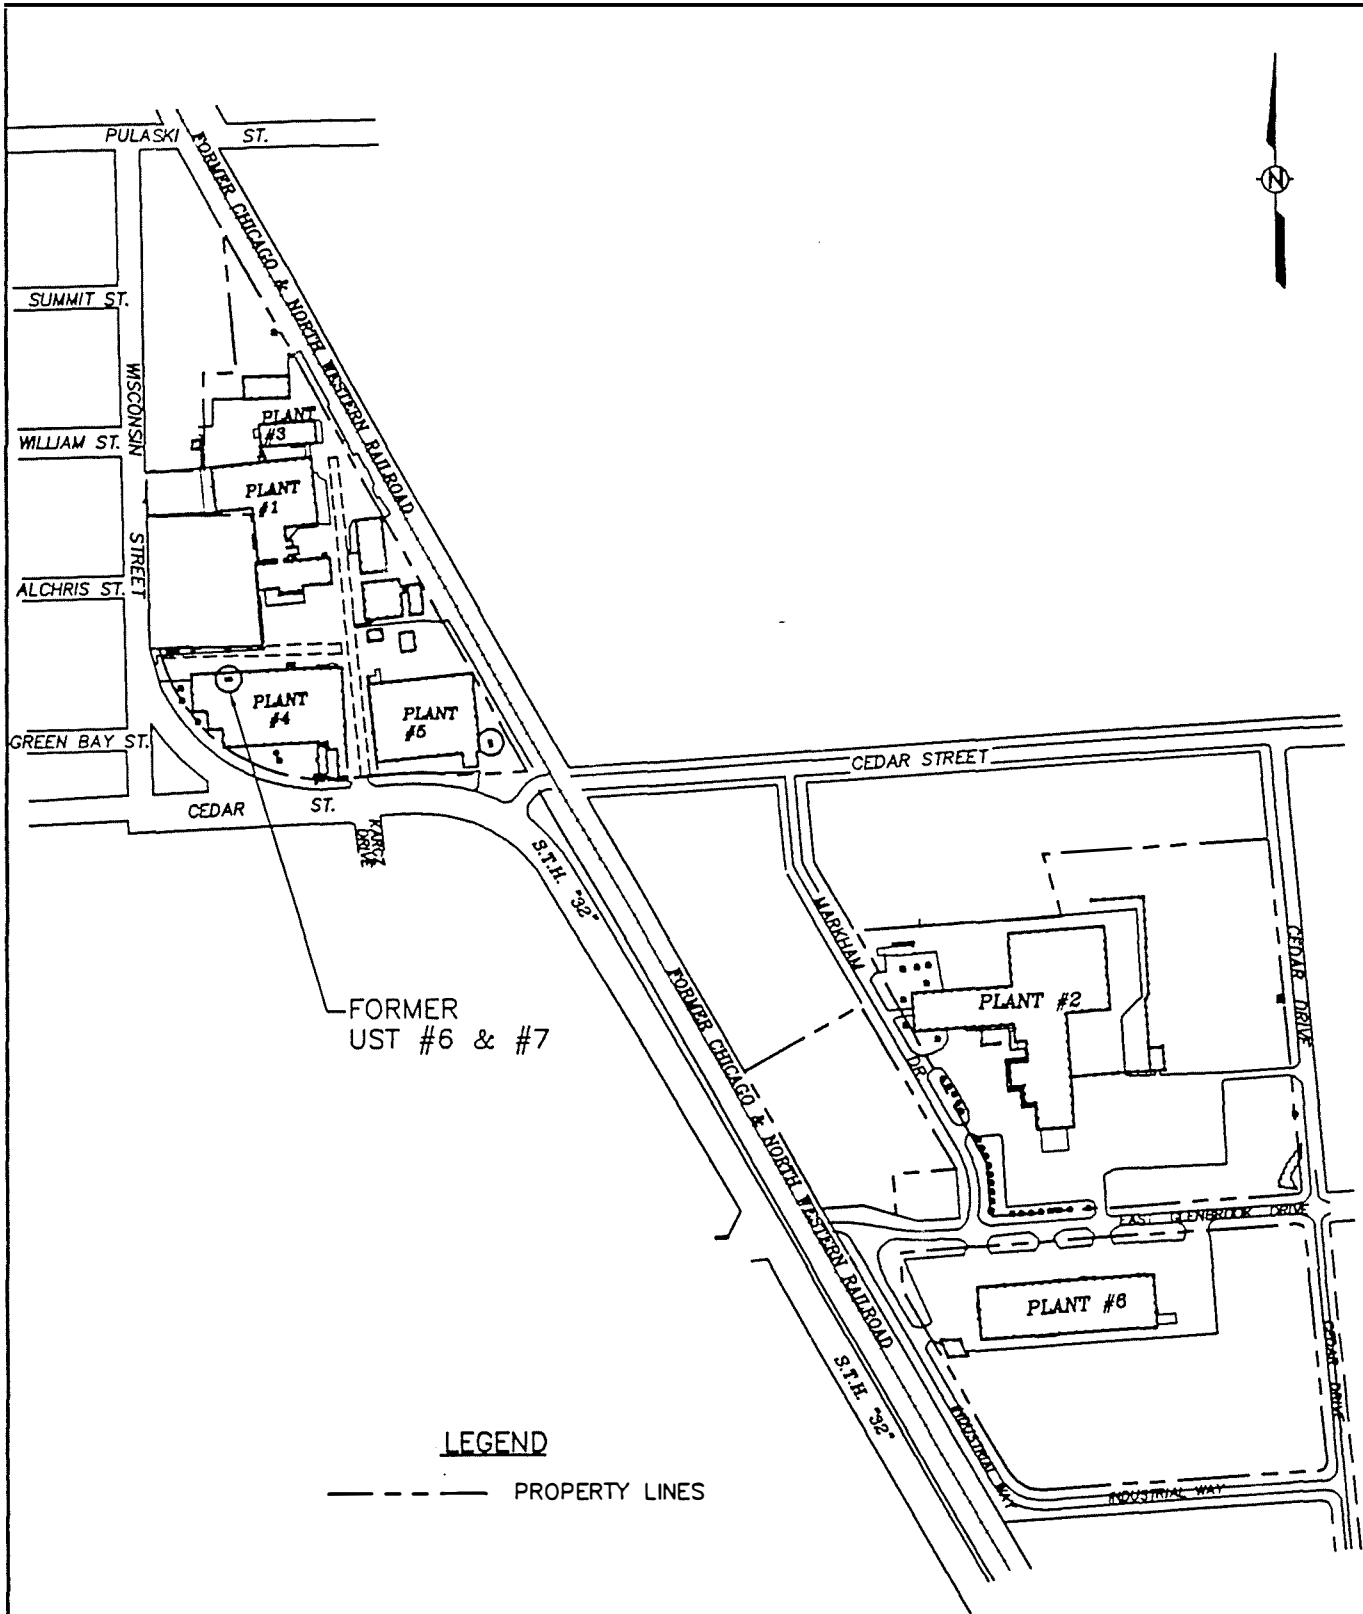 PULASKI ST.
N
FORMER CHICAGO & NORTH WESTERN RAILROAD
SUMMIT ST.
WISCONSIN STREET
WILLIAM ST.
PLANT
#3
PLANT
#1
ALCHRIS ST.
PLANT
#4
PLANT
#5
GREEN BAY ST.
CEDAR ST.
KARCZ
DRIVE
CEDAR STREET
S.T.H. "32"
MARKHAM DR
CEDAR DRIVE
PLANT #2
FORMER
UST #6 & #7
FORMER CHICAGO & NORTH WESTERN RAILROAD
EAST GLENBROOK DRIVE
PLANT #6
CEDAR DRIVE
S.T.H. "32"
INDUSTRIAL WAY
INDUSTRIAL WAY
LEGEND
PROPERTY LINES